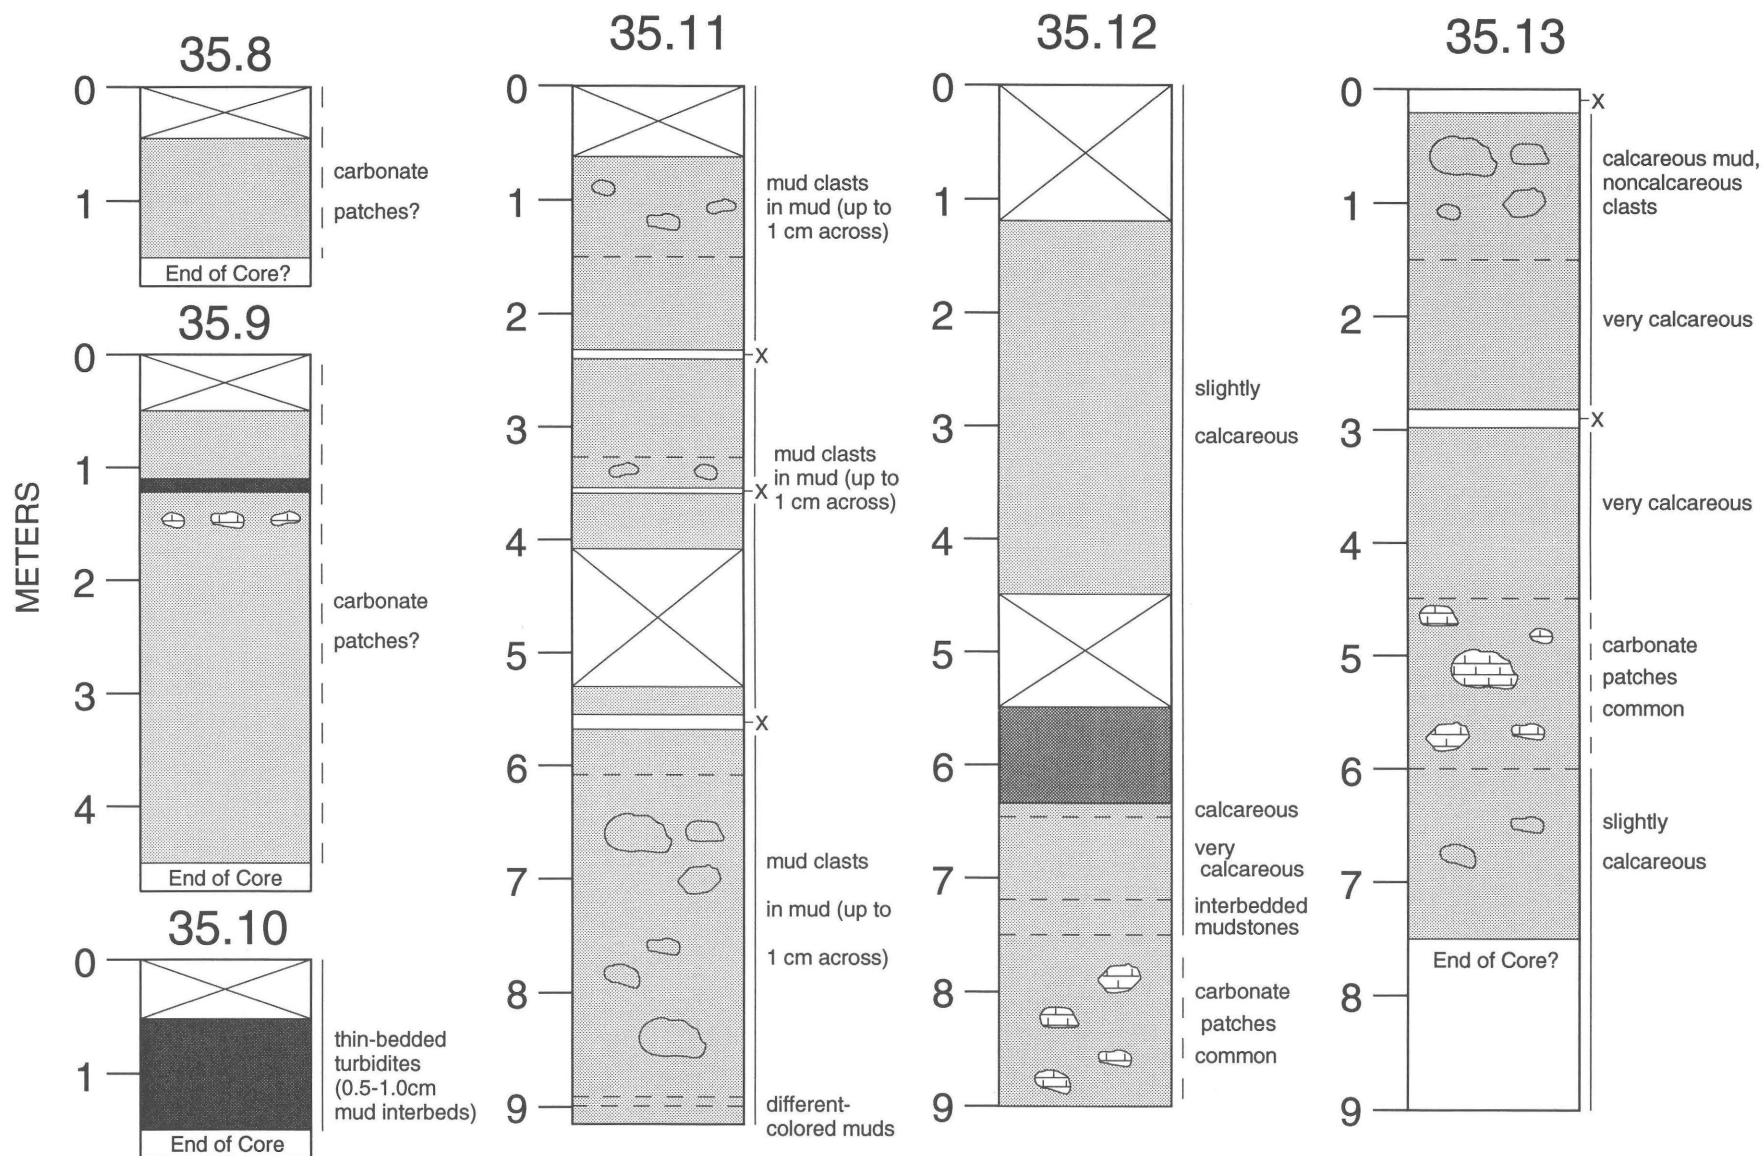 METERS
35.8
0
1
carbonate
patches?
End of Core?
35.9
0
1
2
3
4
carbonate
patches?
End of Core
35.10
0
1
thin-bedded
turbidites
(0.5-1.0cm
mud interbeds)
End of Core
35.11
0
1
2
3
4
5
6
7
8
9
mud clasts
in mud (up to
1 cm across)
X
mud clasts
in mud (up to
X
1 cm across)
X
mud clasts
in mud (up to
1 cm across)
different-
colored muds
35.12
0
1
2
3
4
5
6
7
8
9
slightly
calcareous
calcareous
very
calcareous
interbedded
mudstones
carbonate
patches
common
35.13
0
1
2
3
4
5
6
7
8
9
X
calcareous mud,
noncalcareous
clasts
very calcareous
X
very calcareous
carbonate
patches
common
slightly
calcareous
End of Core?